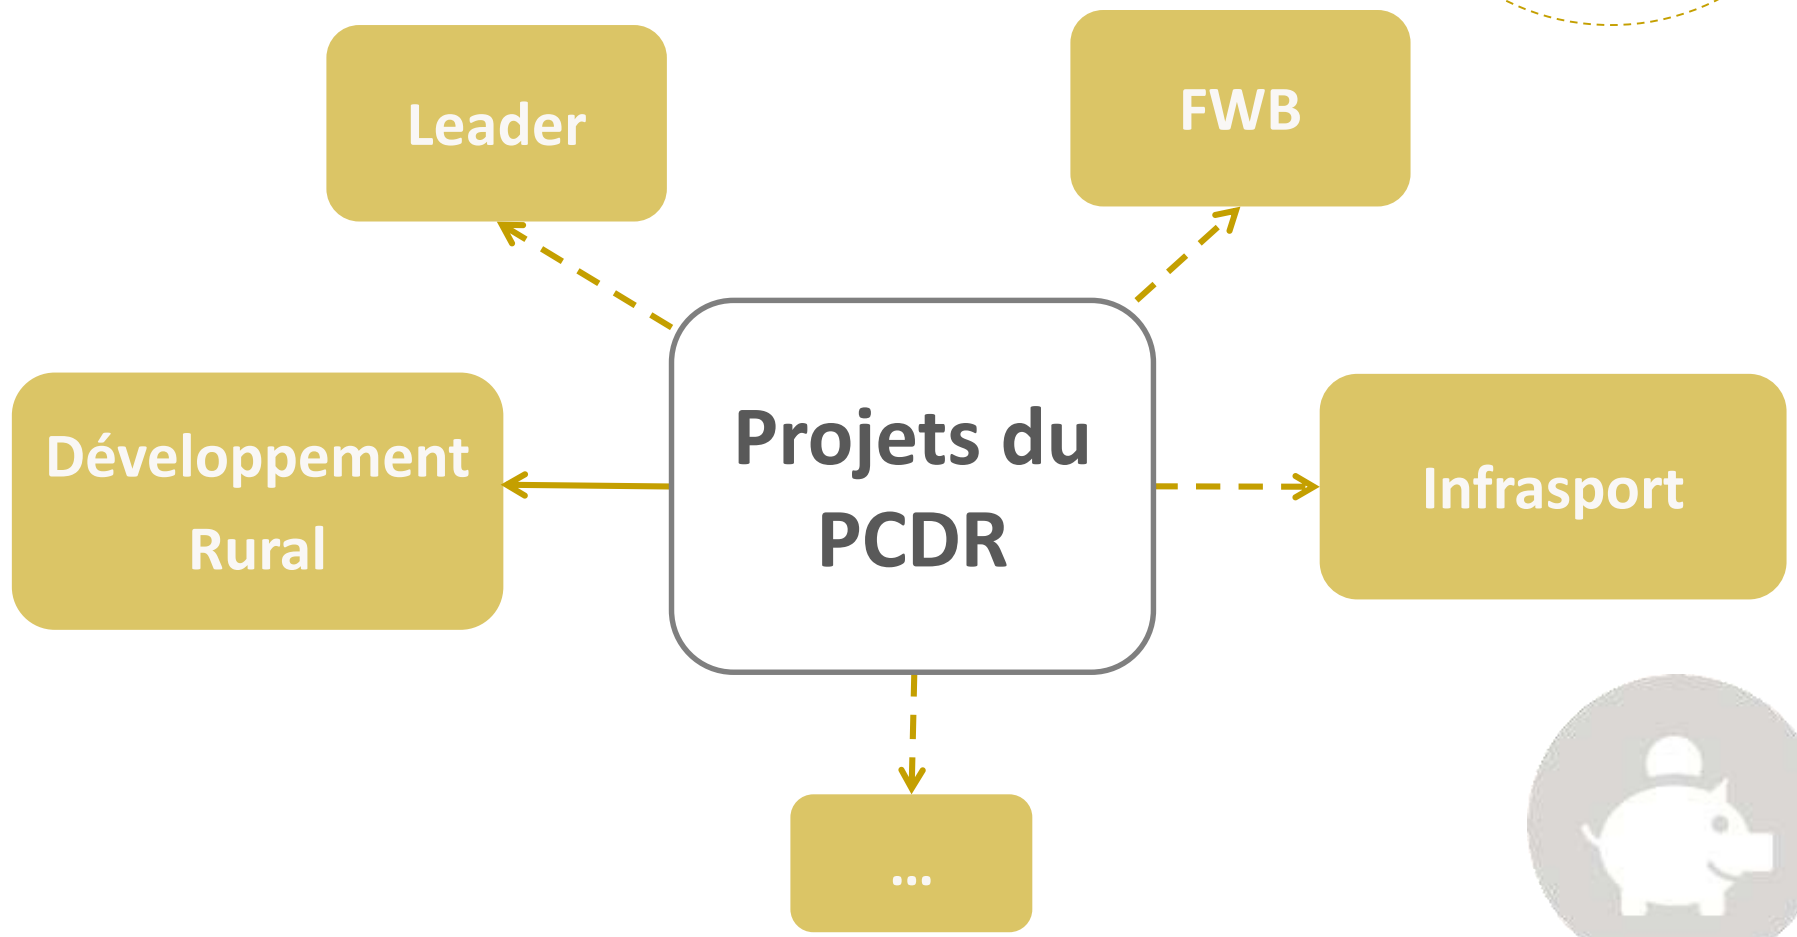 Leader
FWB
Projets du
PCDR
Développement
Rural
Infrasport
...